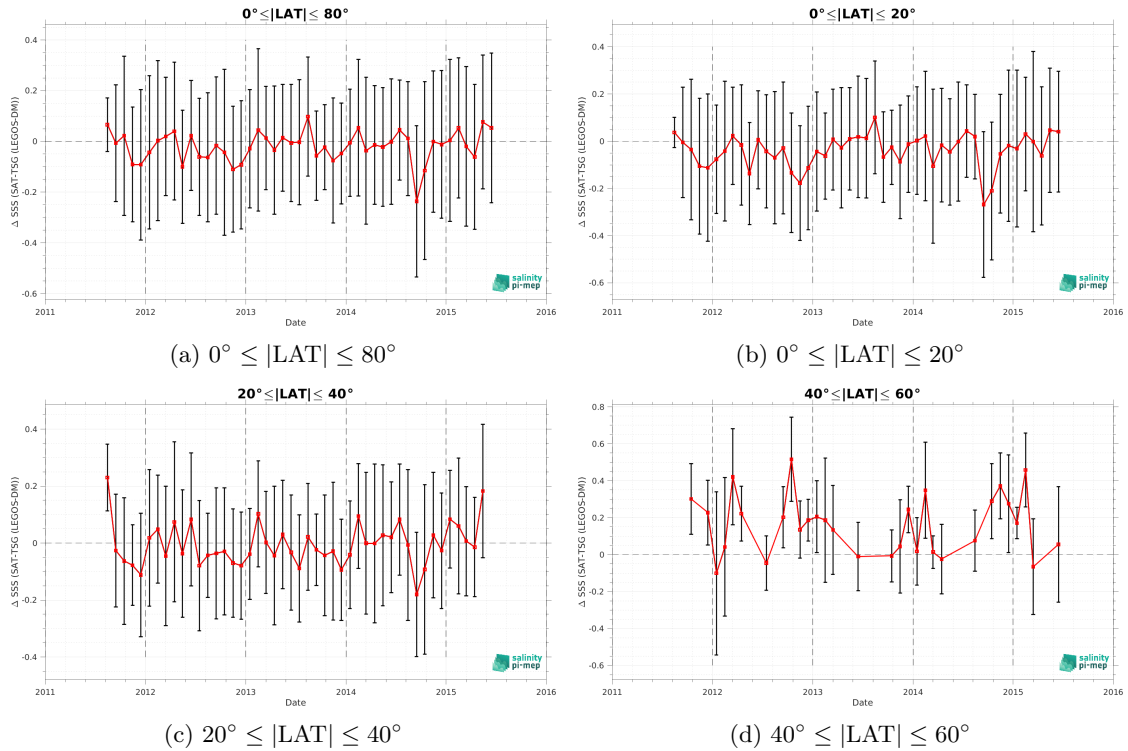 0°≤|LAT|≤ 80°
Δ SSS (SAT-TSG (LEGOS-DM))
0.4
0.2
0
-0.2
-0.4
-0.6
2011
2012
2013
2014
2015
2016
Date
salinity
pi-mep
(a) 0° ≤ |LAT| ≤ 80°
0°≤|LAT|≤ 20°
Δ SSS (SAT-TSG (LEGOS-DM))
0.4
0.2
0
-0.2
-0.4
-0.6
2011
2012
2013
2014
2015
2016
Date
salinity
pi-mep
(b) 0° ≤ |LAT| ≤ 20°
20°≤|LAT|≤ 40°
Δ SSS (SAT-TSG (LEGOS-DM))
0.4
0.2
0
-0.2
-0.4
2011
2012
2013
2014
2015
2016
Date
salinity
pi-mep
(c) 20° ≤ |LAT| ≤ 40°
40°≤|LAT|≤ 60°
Δ SSS (SAT-TSG (LEGOS-DM))
0.8
0.6
0.4
0.2
0
-0.2
-0.4
-0.6
2011
2012
2013
2014
2015
2016
Date
salinity
pi-mep
(d) 40° ≤ |LAT| ≤ 60°